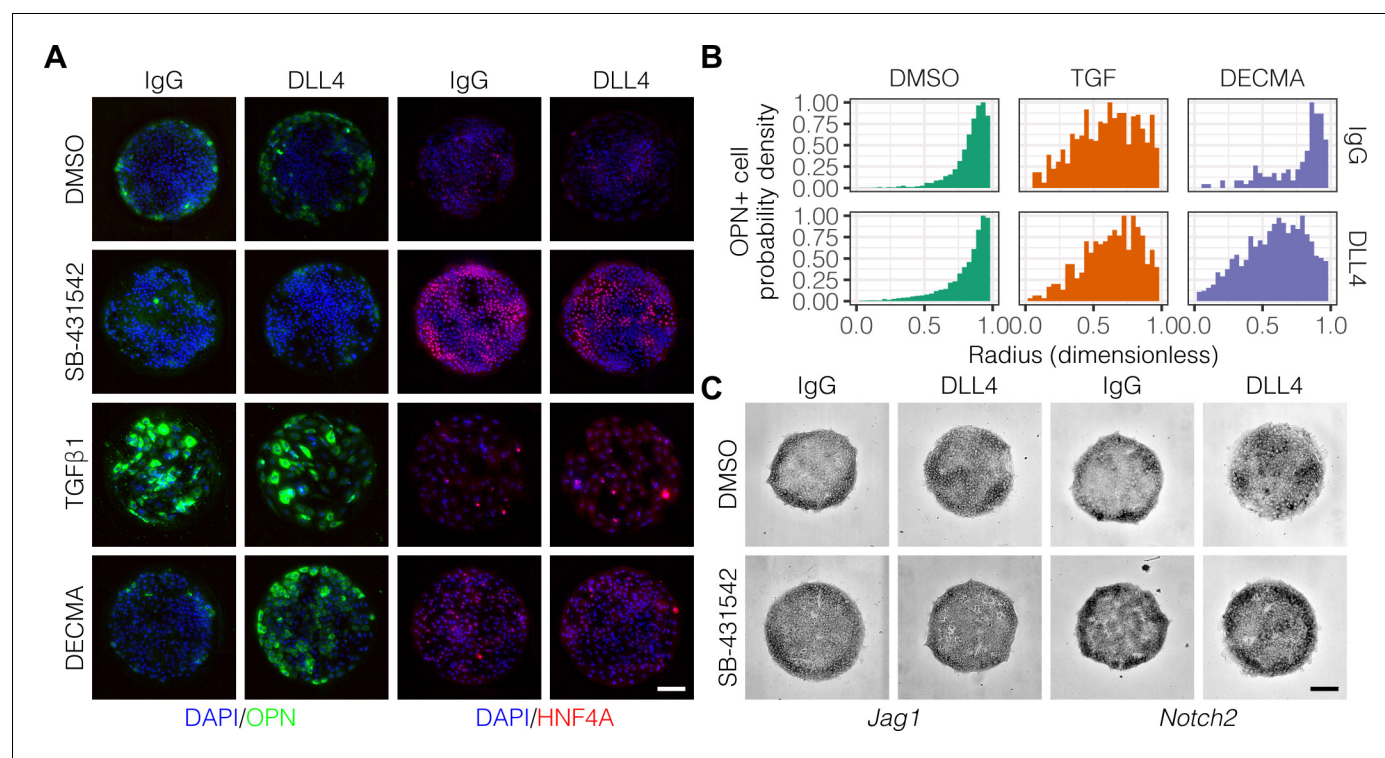 A
IgG DLL4 IgG DLL4
DMSO
SB-431542
TGFβ1
DECMA
DAPI/OPN DAPI/HNF4A
B
DMSO TGF DECMA
OPN+ cell
probability density
1.00
0.75
0.50
0.25
0.00
IgG
1.00
0.75
0.50
0.25
0.00
DLL4
0.0 0.5 1.0 0.0 0.5 1.0 0.0 0.5 1.0
Radius (dimensionless)
C
IgG DLL4 IgG DLL4
DMSO
SB-431542
Jag1 Notch2